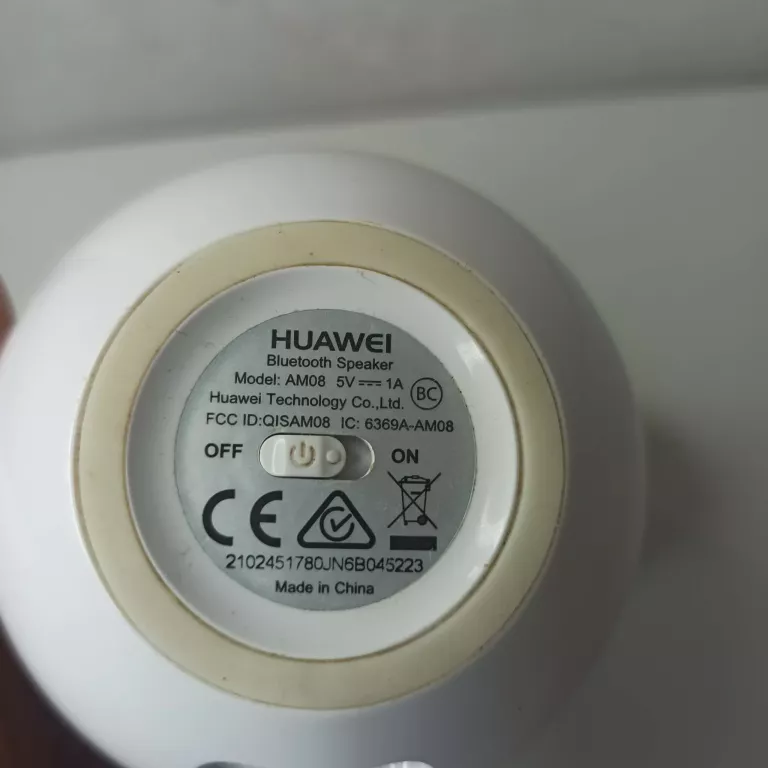 HUAWEI
Bluetooth Speaker
Model: AM08 5V⎓1A
Huawei Technology Co.,Ltd.
BC
FCC ID:QISAM08 IC: 6369A-AM08
OFF ON
CE
2102451780JN6B045223
Made in China